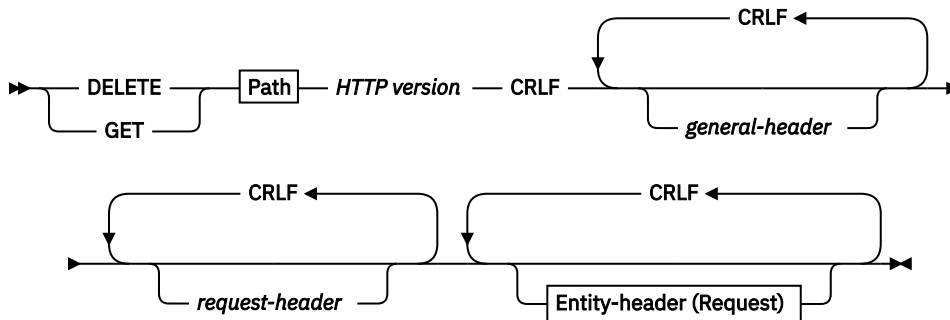 CRLF
DELETE Path HTTP version CRLF
GET general-header
CRLF CRLF
request-header Entity-header (Request)